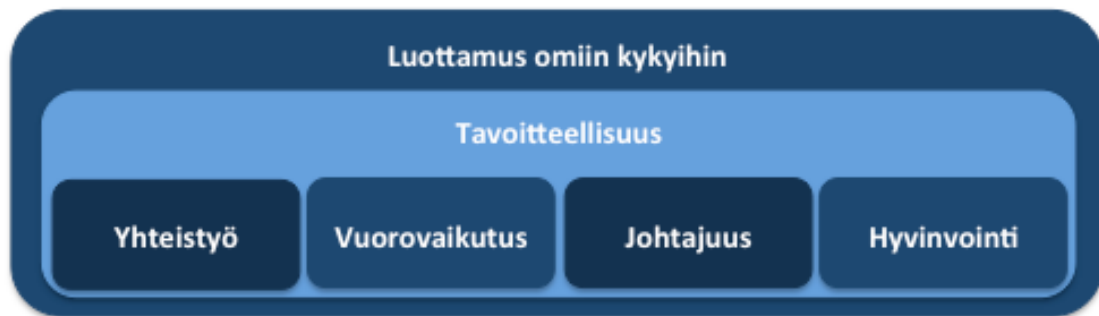 Luottamus omiin kykyihin
Tavoitteellisuus
Yhteistyö
Vuorovaikutus
Johtajuus
Hyvinvointi